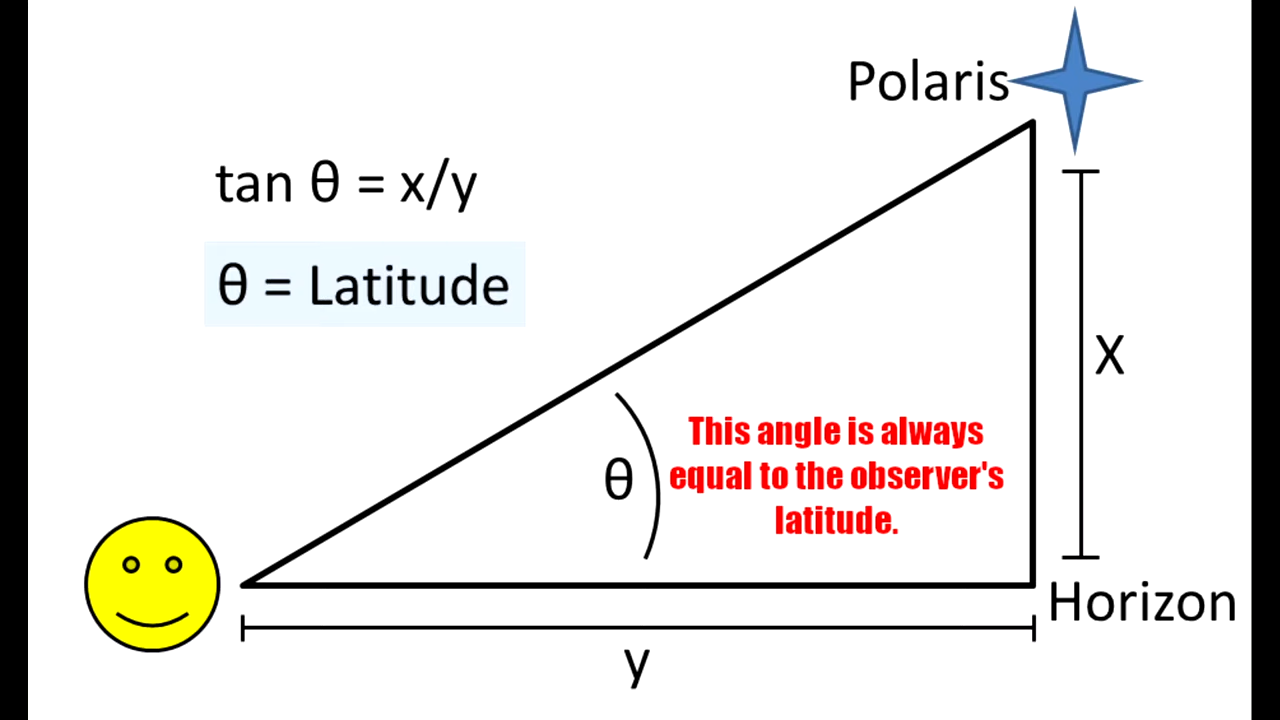 Polaris
tan θ = x/y
θ = Latitude
X
This angle is always
equal to the observer's
latitude.
θ
Horizon
y